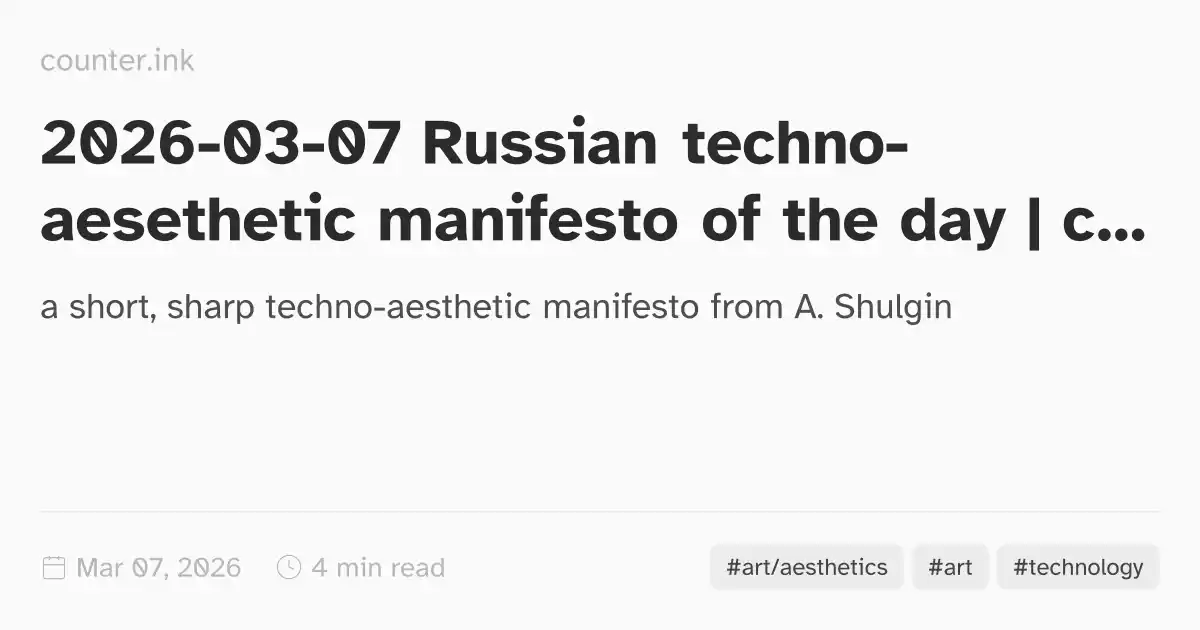 counter.ink
2026-03-07 Russian techno-
aesethetic manifesto of the day | c...
a short, sharp techno-aesthetic manifesto from A. Shulgin
Mar 07, 2026 4 min read #art/aesthetics #art #technology